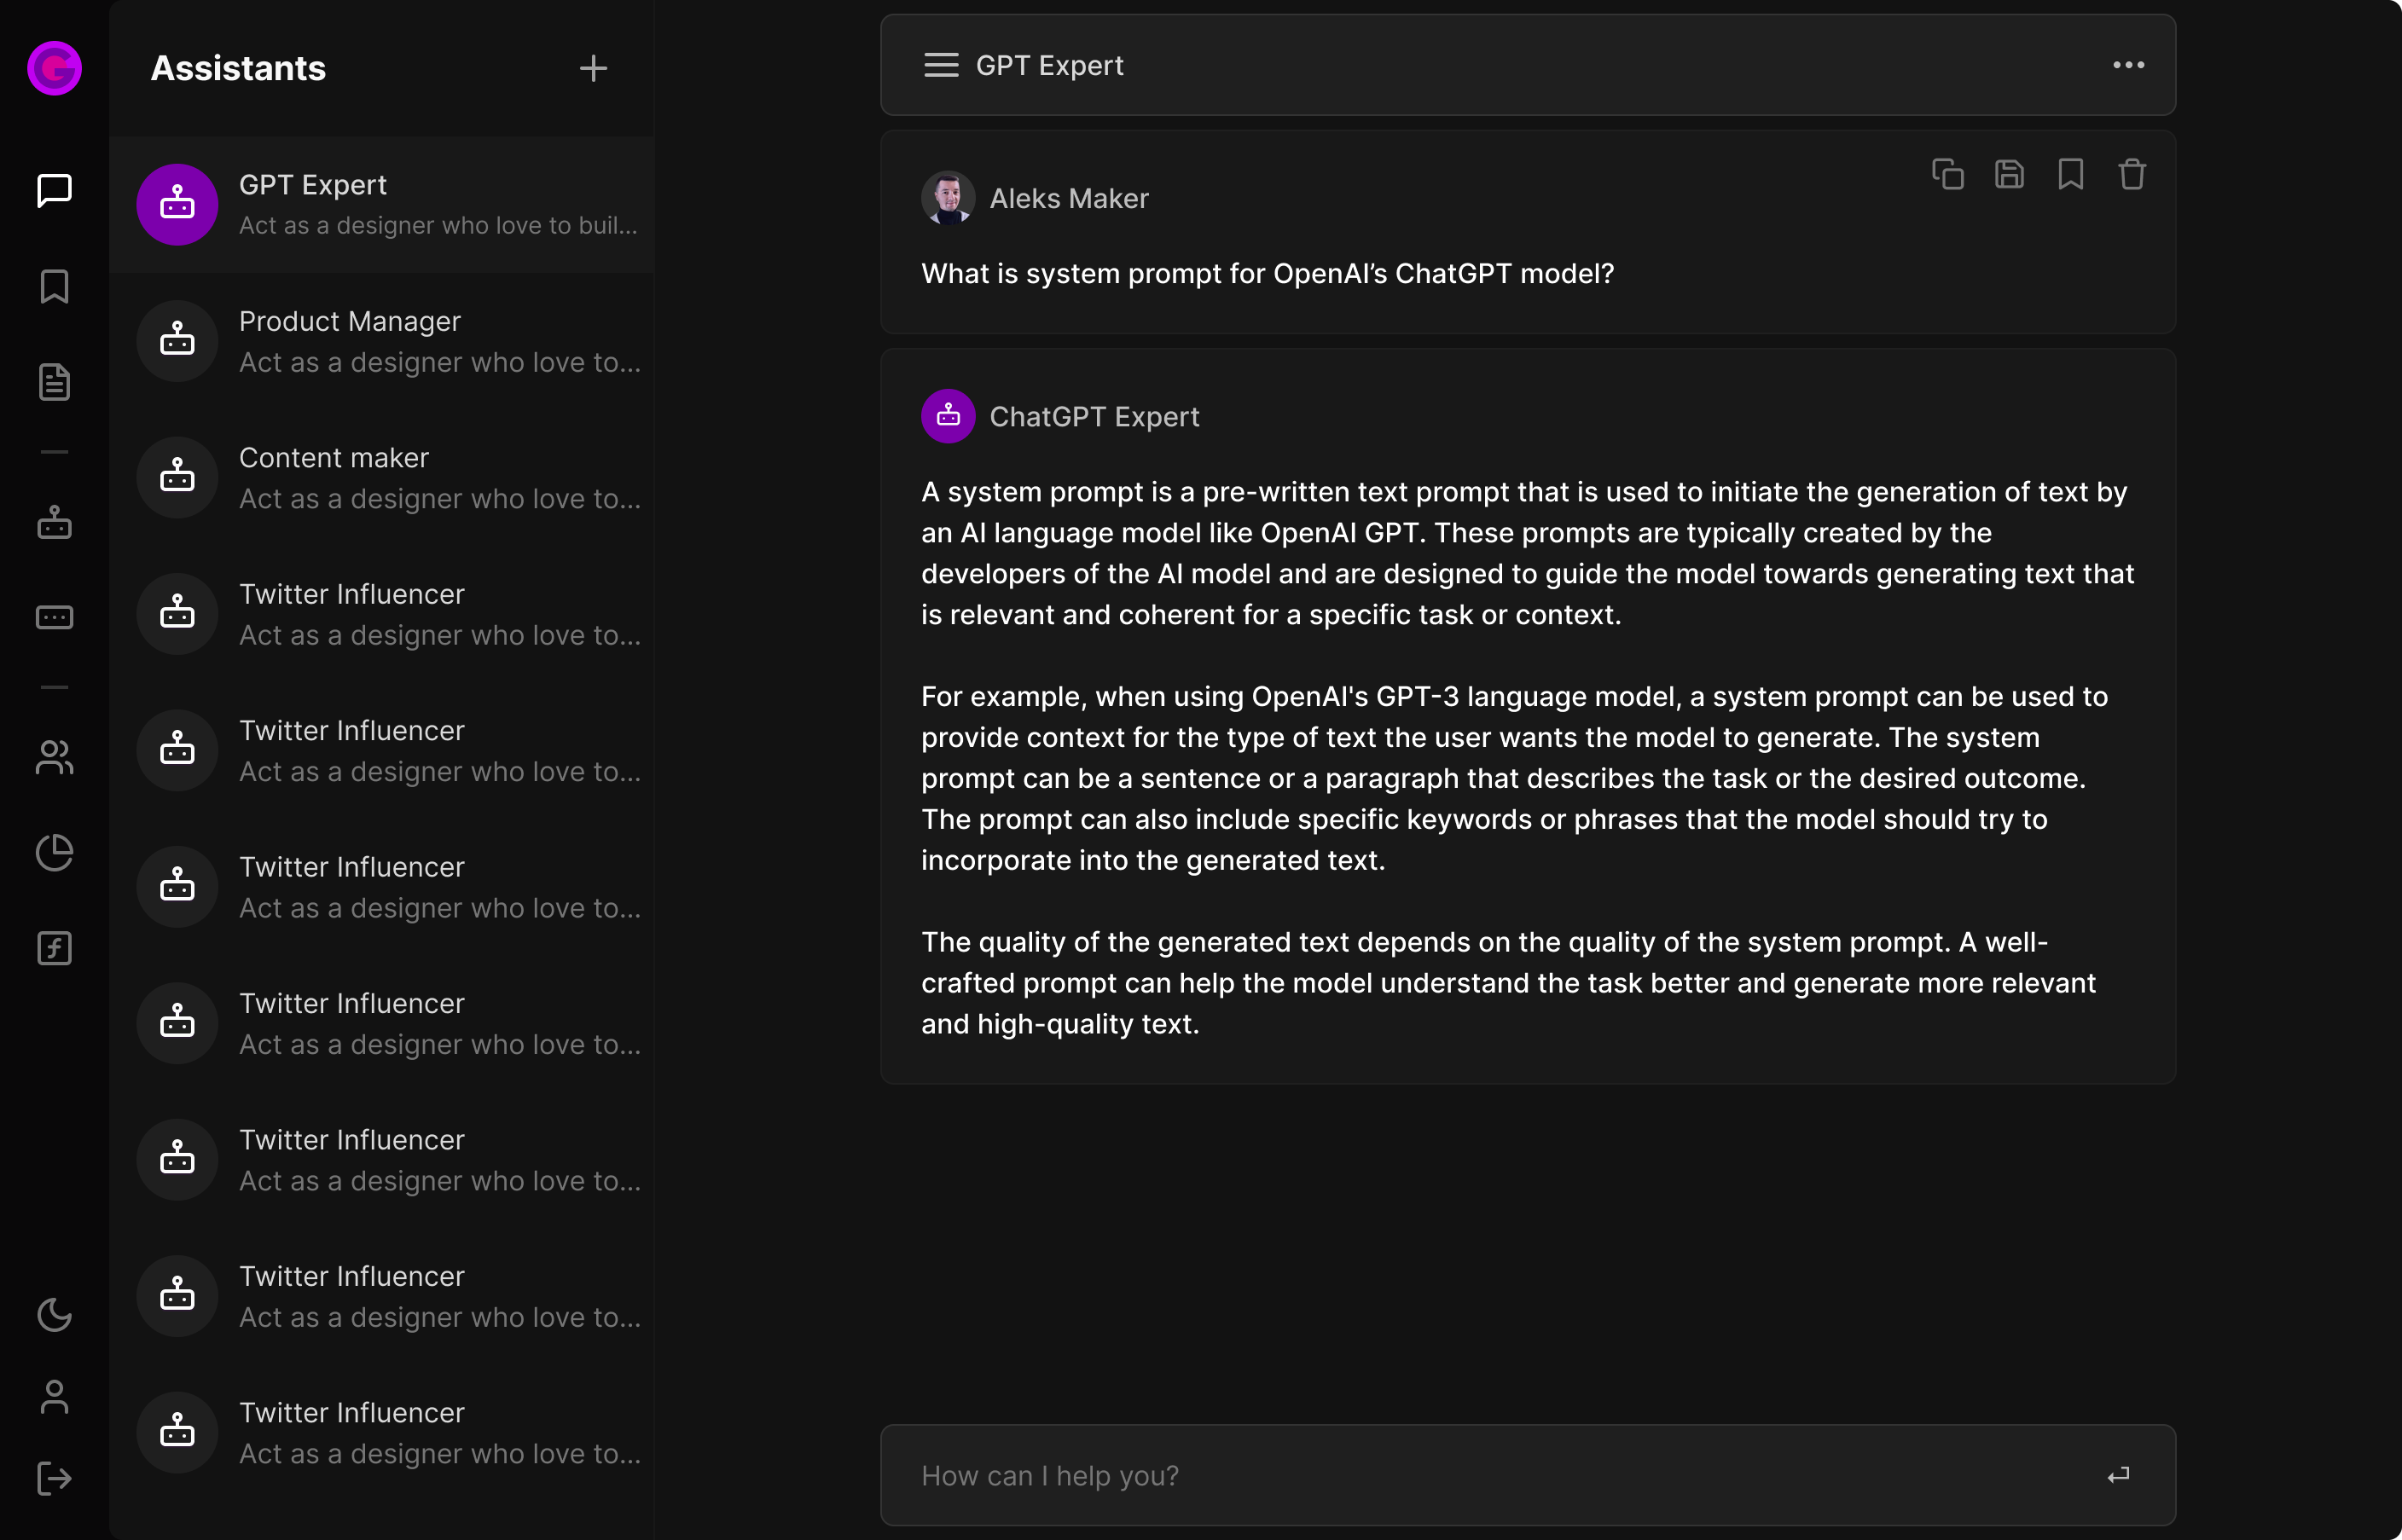 Assistants
GPT Expert
Act as a designer who love to buil...
Product Manager
Act as a designer who love to...
Content maker
Act as a designer who love to...
Twitter Influencer
Act as a designer who love to...
Twitter Influencer
Act as a designer who love to...
Twitter Influencer
Act as a designer who love to...
Twitter Influencer
Act as a designer who love to...
Twitter Influencer
Act as a designer who love to...
Twitter Influencer
Act as a designer who love to...
Twitter Influencer
Act as a designer who love to...
GPT Expert
Aleks Maker
What is system prompt for OpenAI’s ChatGPT model?
ChatGPT Expert
A system prompt is a pre-written text prompt that is used to initiate the generation of text by
an AI language model like OpenAI GPT. These prompts are typically created by the
developers of the AI model and are designed to guide the model towards generating text that
is relevant and coherent for a specific task or context.
For example, when using OpenAI's GPT-3 language model, a system prompt can be used to
provide context for the type of text the user wants the model to generate. The system
prompt can be a sentence or a paragraph that describes the task or the desired outcome.
The prompt can also include specific keywords or phrases that the model should try to
incorporate into the generated text.
The quality of the generated text depends on the quality of the system prompt. A well-
crafted prompt can help the model understand the task better and generate more relevant
and high-quality text.
How can I help you?